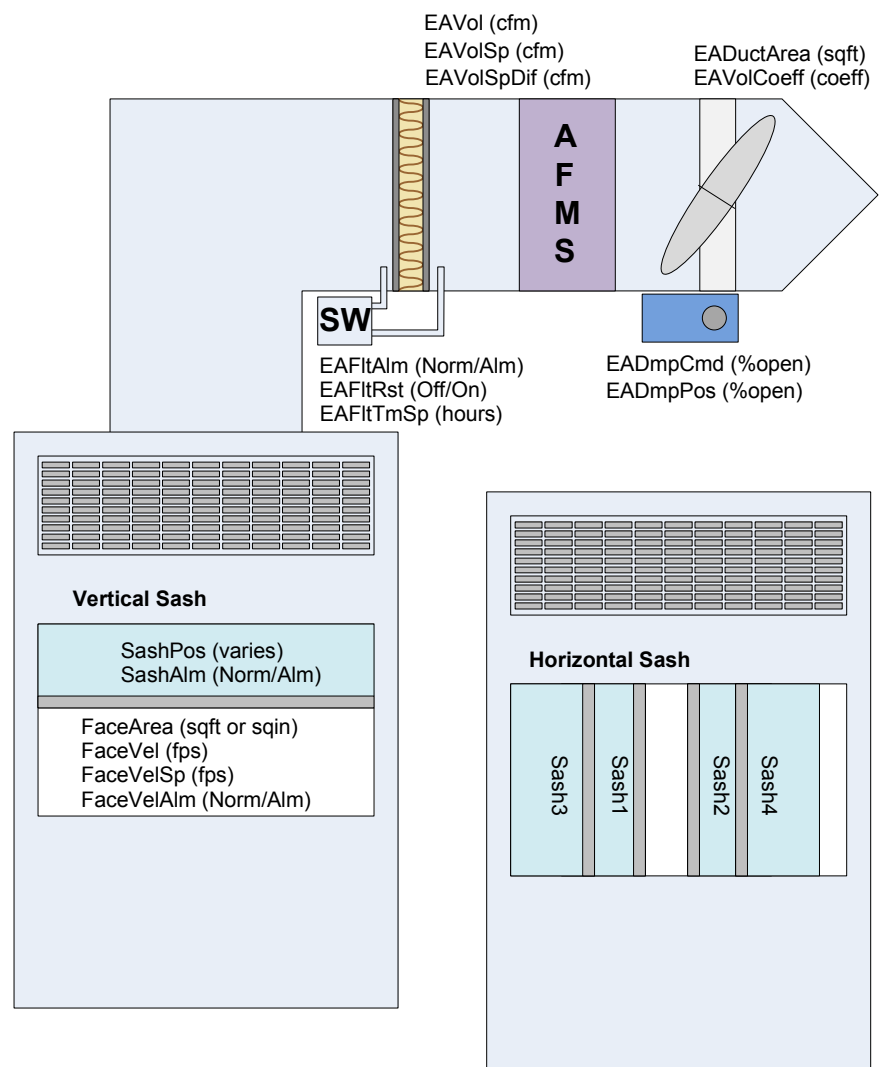 EAVol (cfm)
EAVolSp (cfm)
EAVolSpDif (cfm)
EADuctArea (sqft)
EAVolCoeff (coeff)
A
F
M
S
SW
EAFltAlm (Norm/Alm)
EAFltRst (Off/On)
EAFltTmSp (hours)
EADmpCmd (%open)
EADmpPos (%open)
Vertical Sash
SashPos (varies)
SashAlm (Norm/Alm)
FaceArea (sqft or sqin)
FaceVel (fps)
FaceVelSp (fps)
FaceVelAlm (Norm/Alm)
Horizontal Sash
Sash3
Sash1
Sash2
Sash4